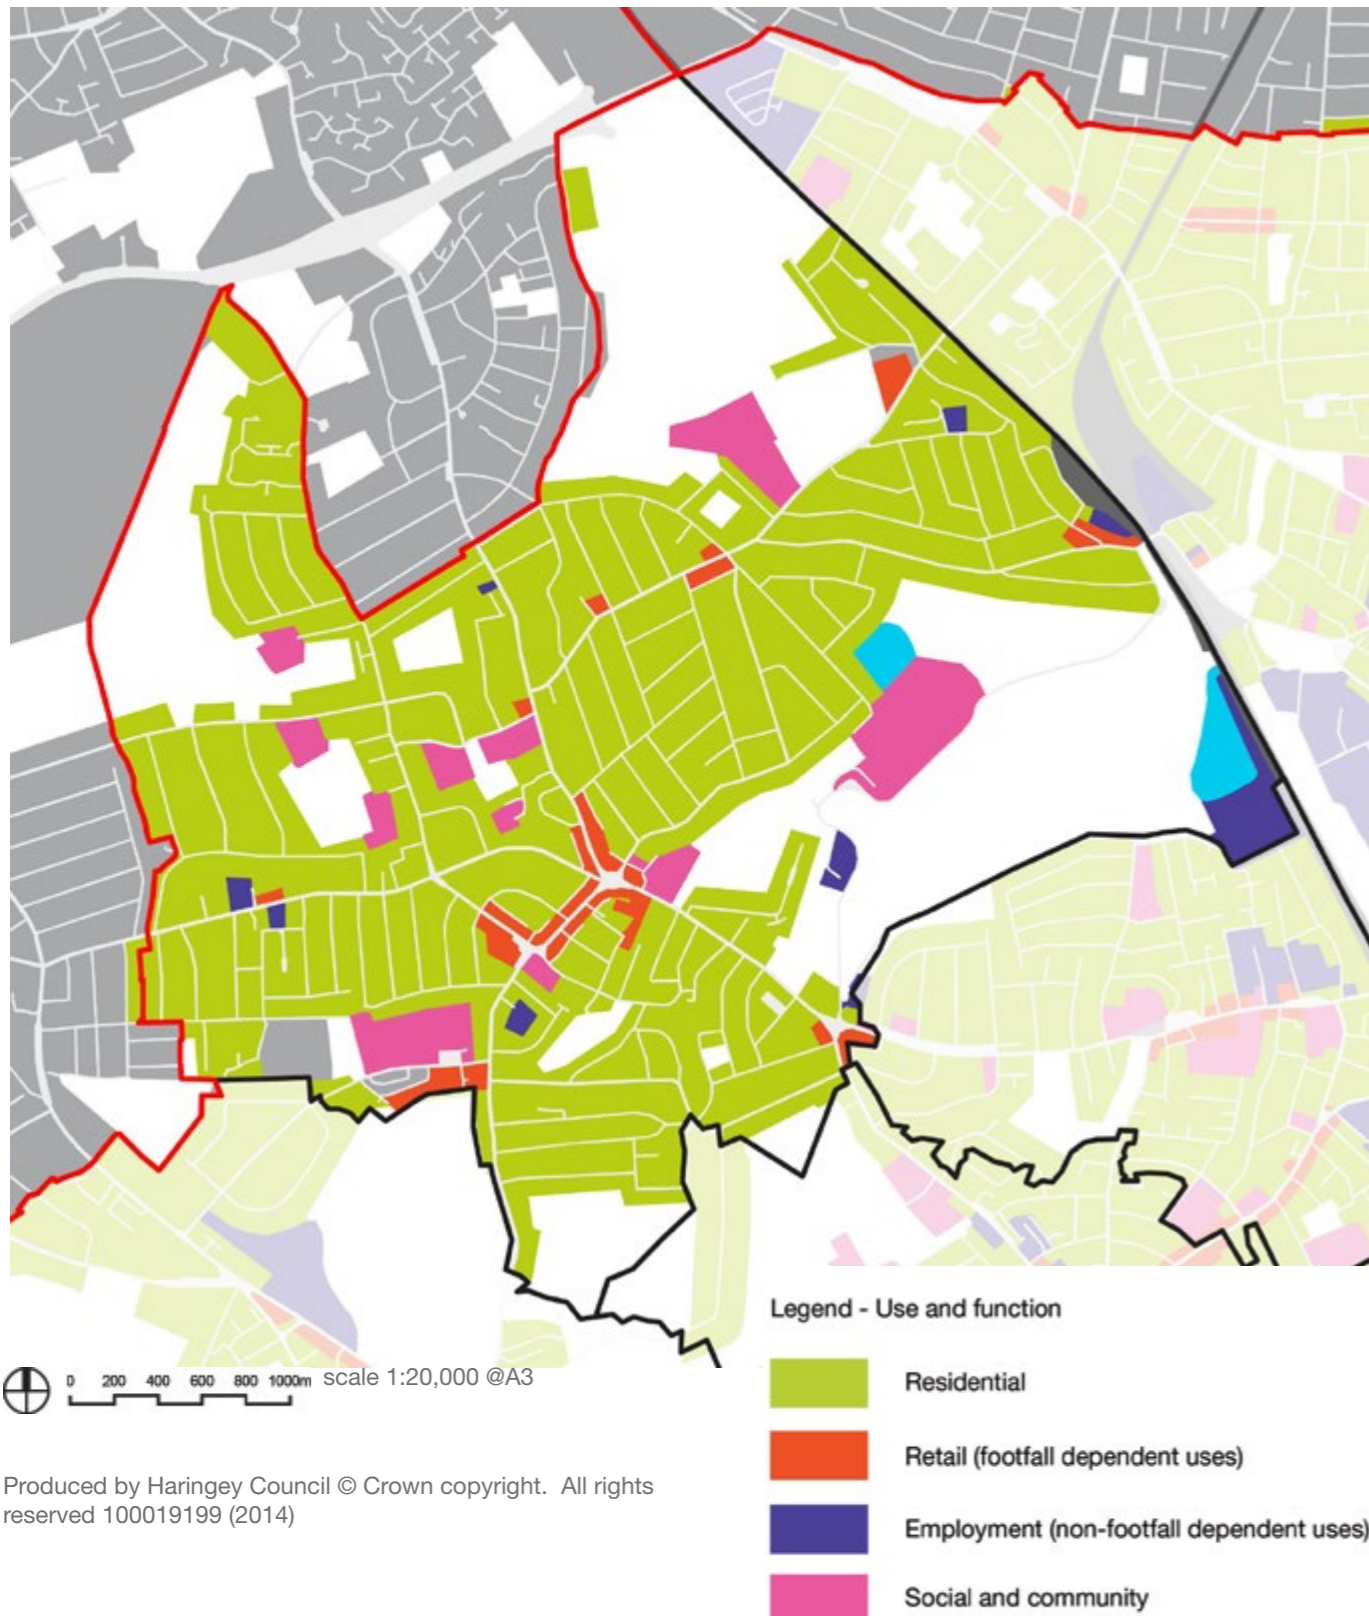 Legend - Use and function
0 200 400 600 800 1000m scale 1:20,000 @A3
Residential
Retail (footfall dependent uses)
Produced by Haringey Council © Crown copyright. All rights
reserved 100019199 (2014)
Employment (non-footfall dependent uses)
Social and community